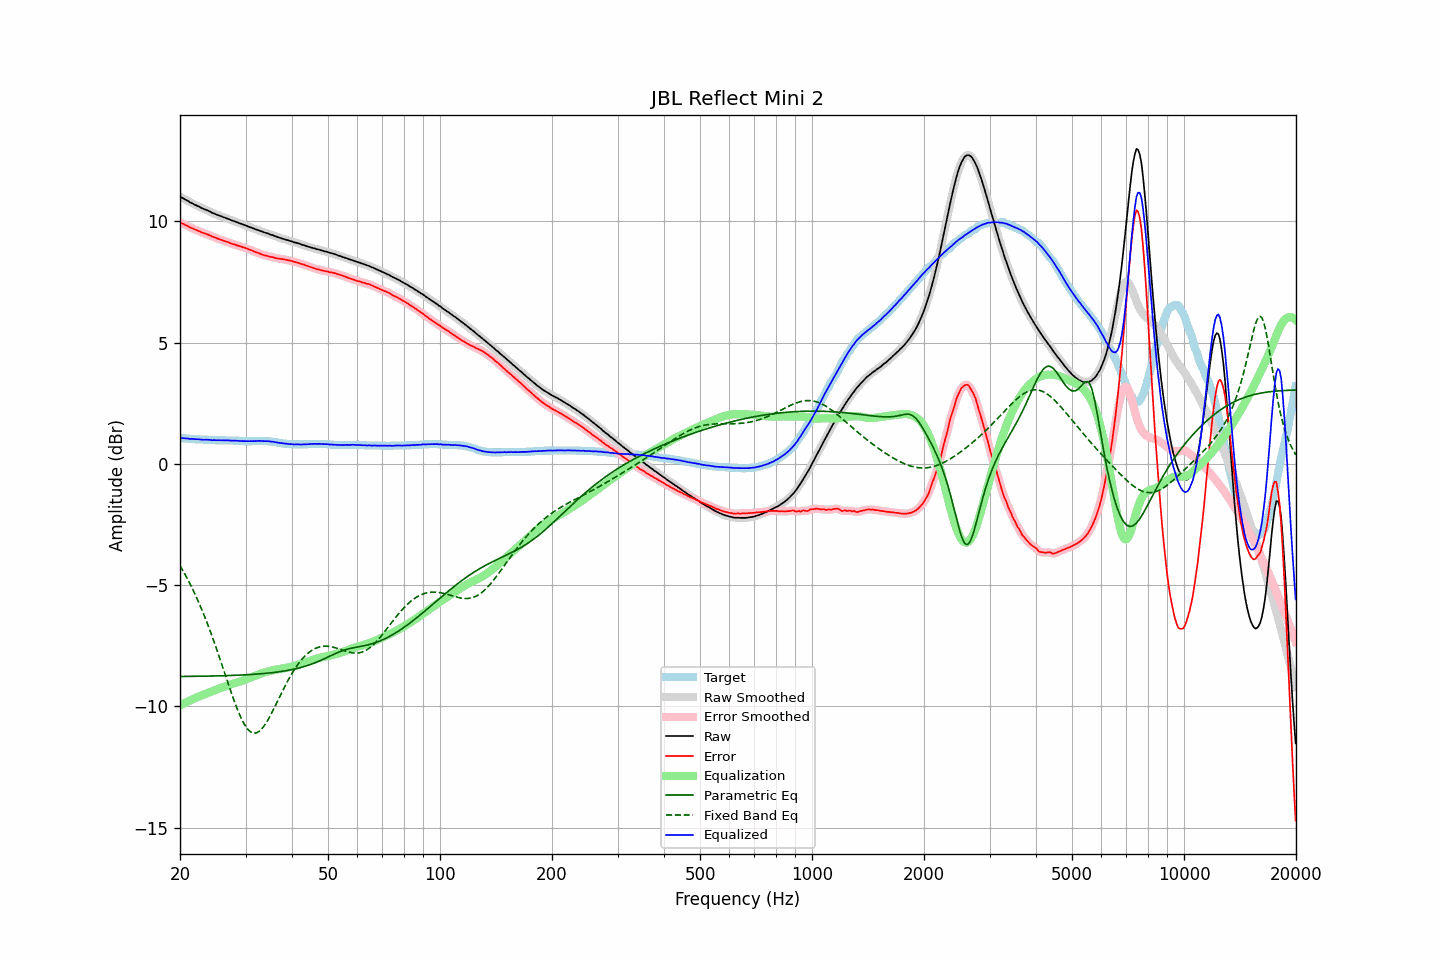 JBL Reflect Mini 2
Amplitude (dBr)
10
5
0
−5
−10
−15
Target
Raw Smoothed
Error Smoothed
Raw
Error
Equalization
Parametric Eq
Fixed Band Eq
Equalized
20 50 100 200 500 1000 2000 5000 10000 20000
Frequency (Hz)